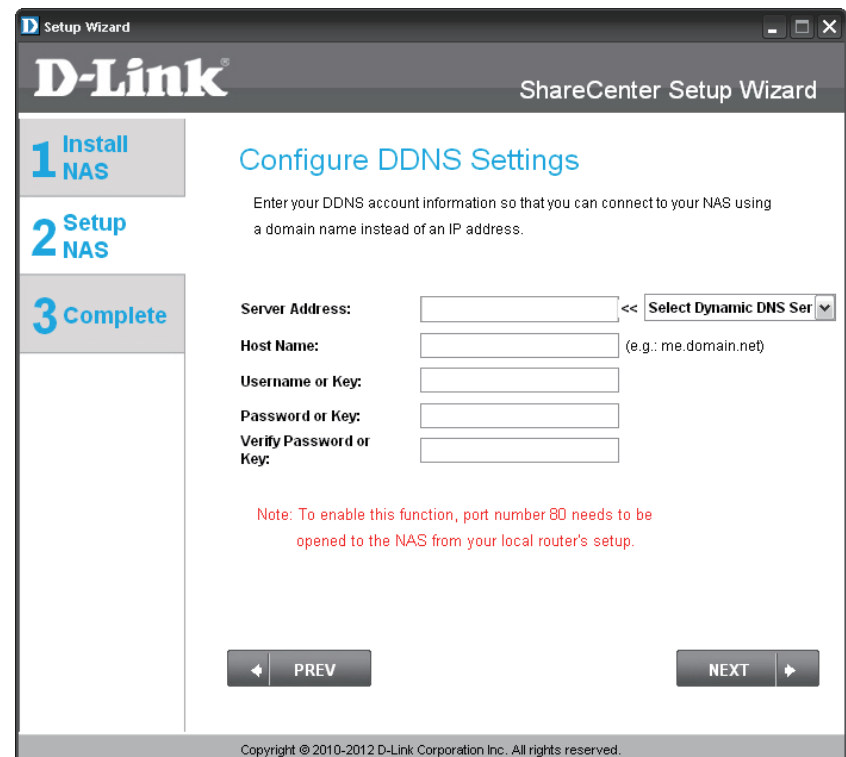 Setup Wizard
D-Link®
ShareCenter Setup Wizard
1 Install
NAS
2 Setup
NAS
3 Complete
Configure DDNS Settings
Enter your DDNS account information so that you can connect to your NAS using
a domain name instead of an IP address.
Server Address: << Select Dynamic DNS Ser
Host Name: (e.g.: me.domain.net)
Username or Key:
Password or Key:
Verify Password or
Key:
Note: To enable this function, port number 80 needs to be
opened to the NAS from your local router's setup.
PREV
NEXT
Copyright © 2010-2012 D-Link Corporation Inc. All rights reserved.